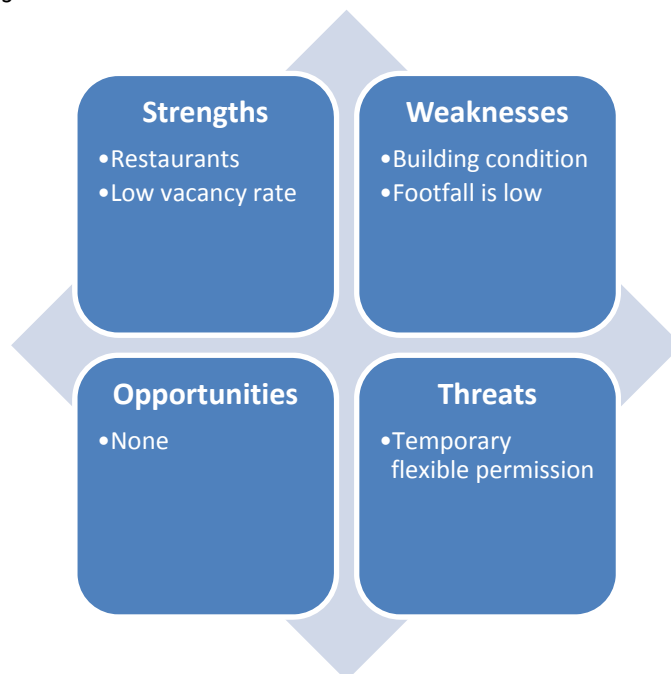 g
Strengths
•Restaurants
•Low vacancy rate
Weaknesses
•Building condition
•Footfall is low
Opportunities
•None
Threats
•Temporary
flexible permission